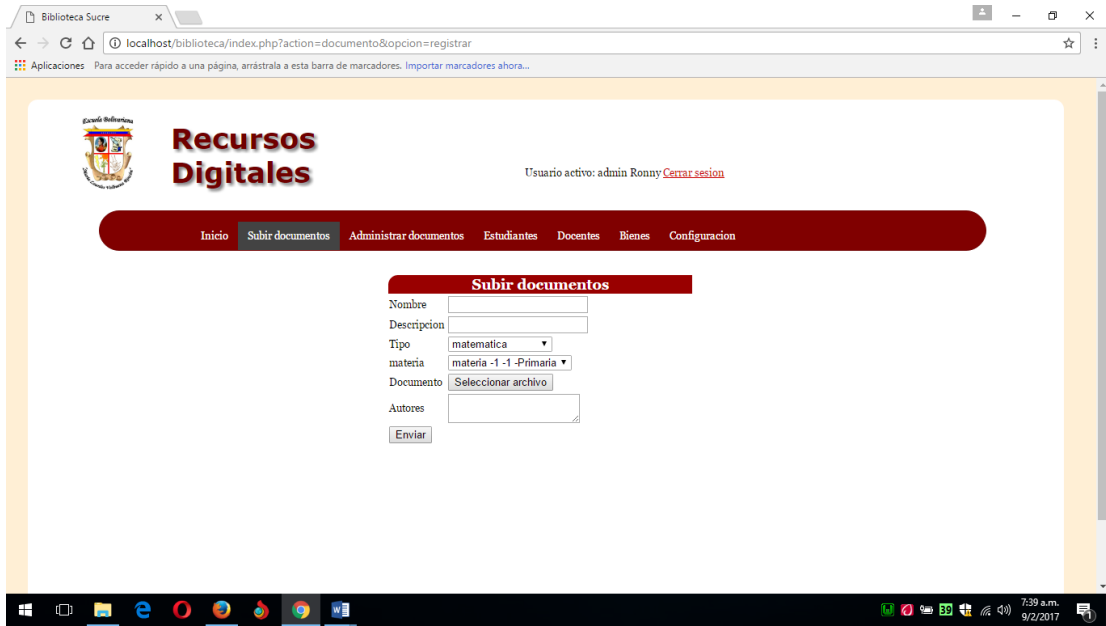 Biblioteca Sucre
localhost/biblioteca/index.php?action=documento&opcion=registrar
Aplicaciones Para acceder rápido a una página, arrástrala a esta barra de marcadores. Importar marcadores ahora...
Escuela Bolivariana
Recursos
Digitales
Usuario activo: admin Ronny Cerrar sesion
Inicio Subir documentos Administrar documentos Estudiantes Docentes Bienes Configuracion
Subir documentos
Nombre
Descripcion
Tipo matematica
materia materia -1 -1 -Primaria
Documento Seleccionar archivo
Autores
Enviar
39 7:39 a.m.
9/2/2017